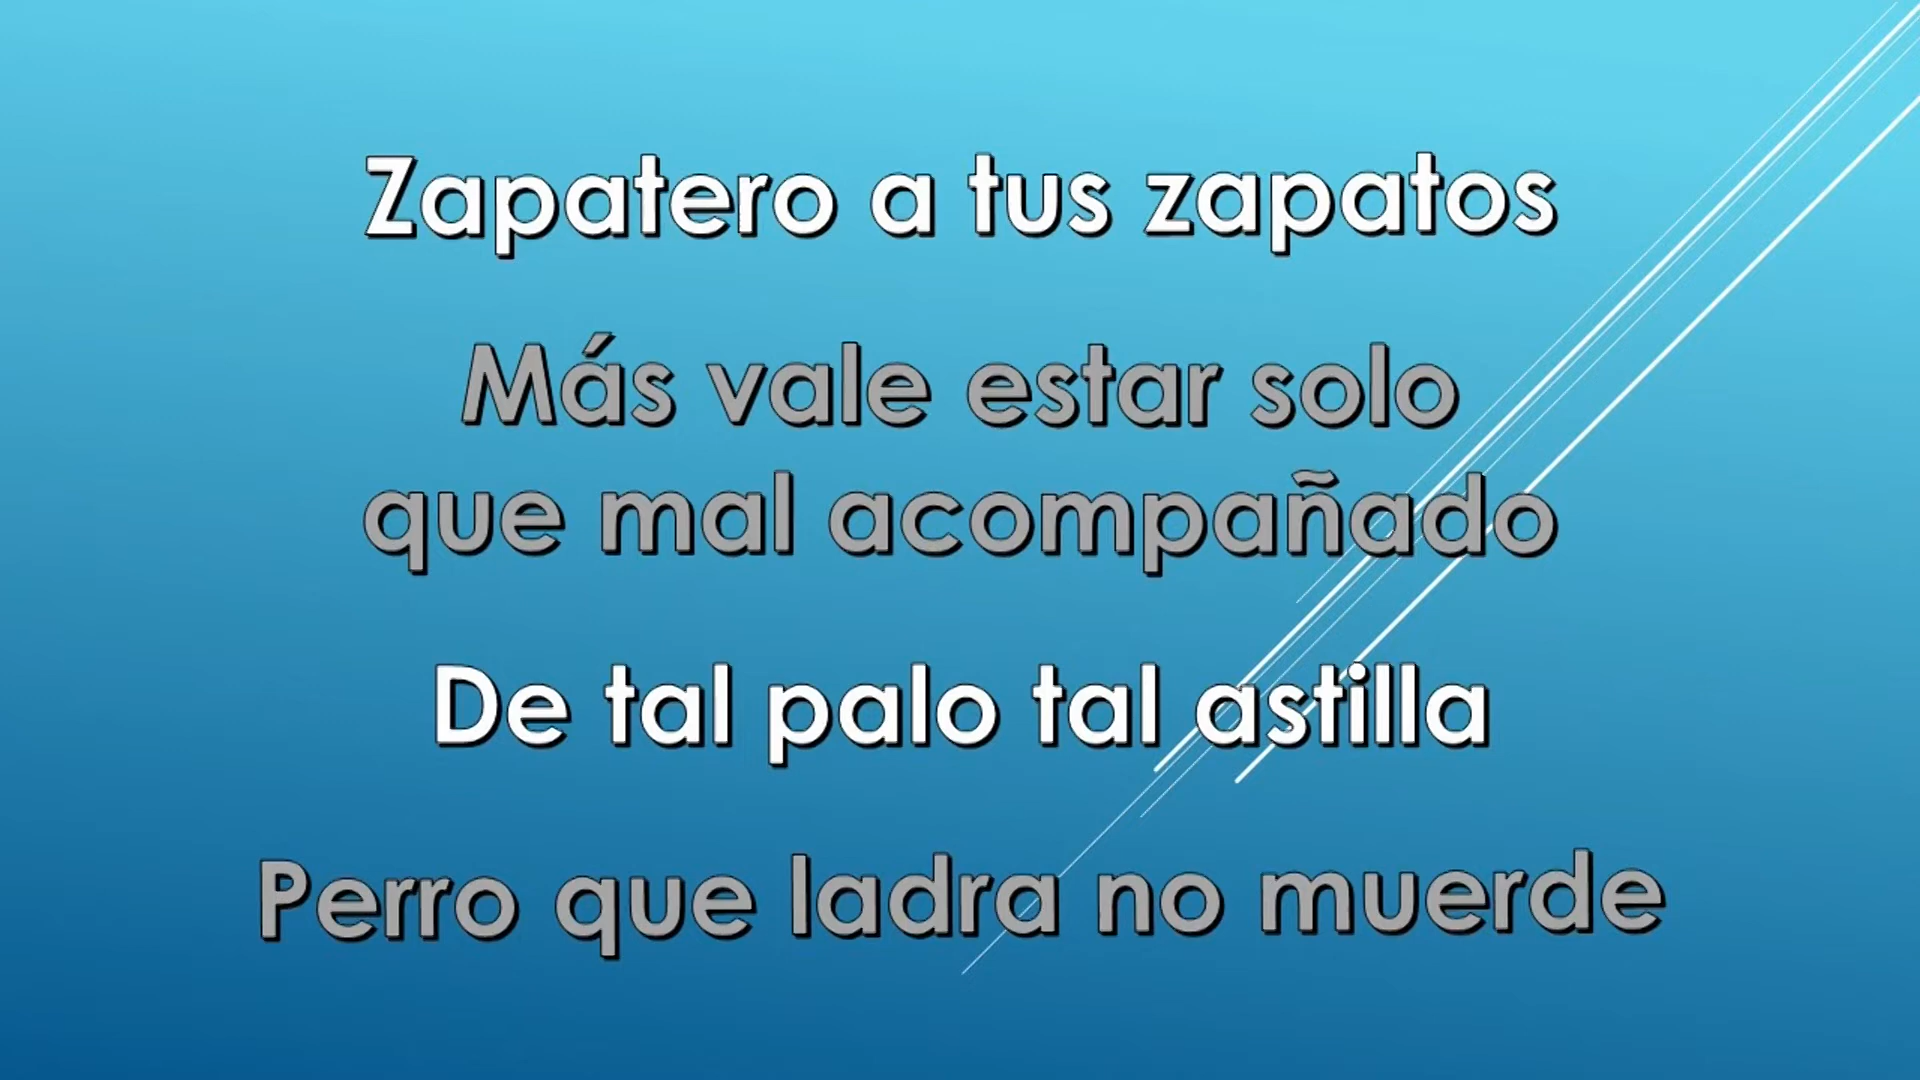 Zapatero a tus zapatos
Más vale estar solo
que mal acompañado
De tal palo tal astilla
Perro que ladra no muerde